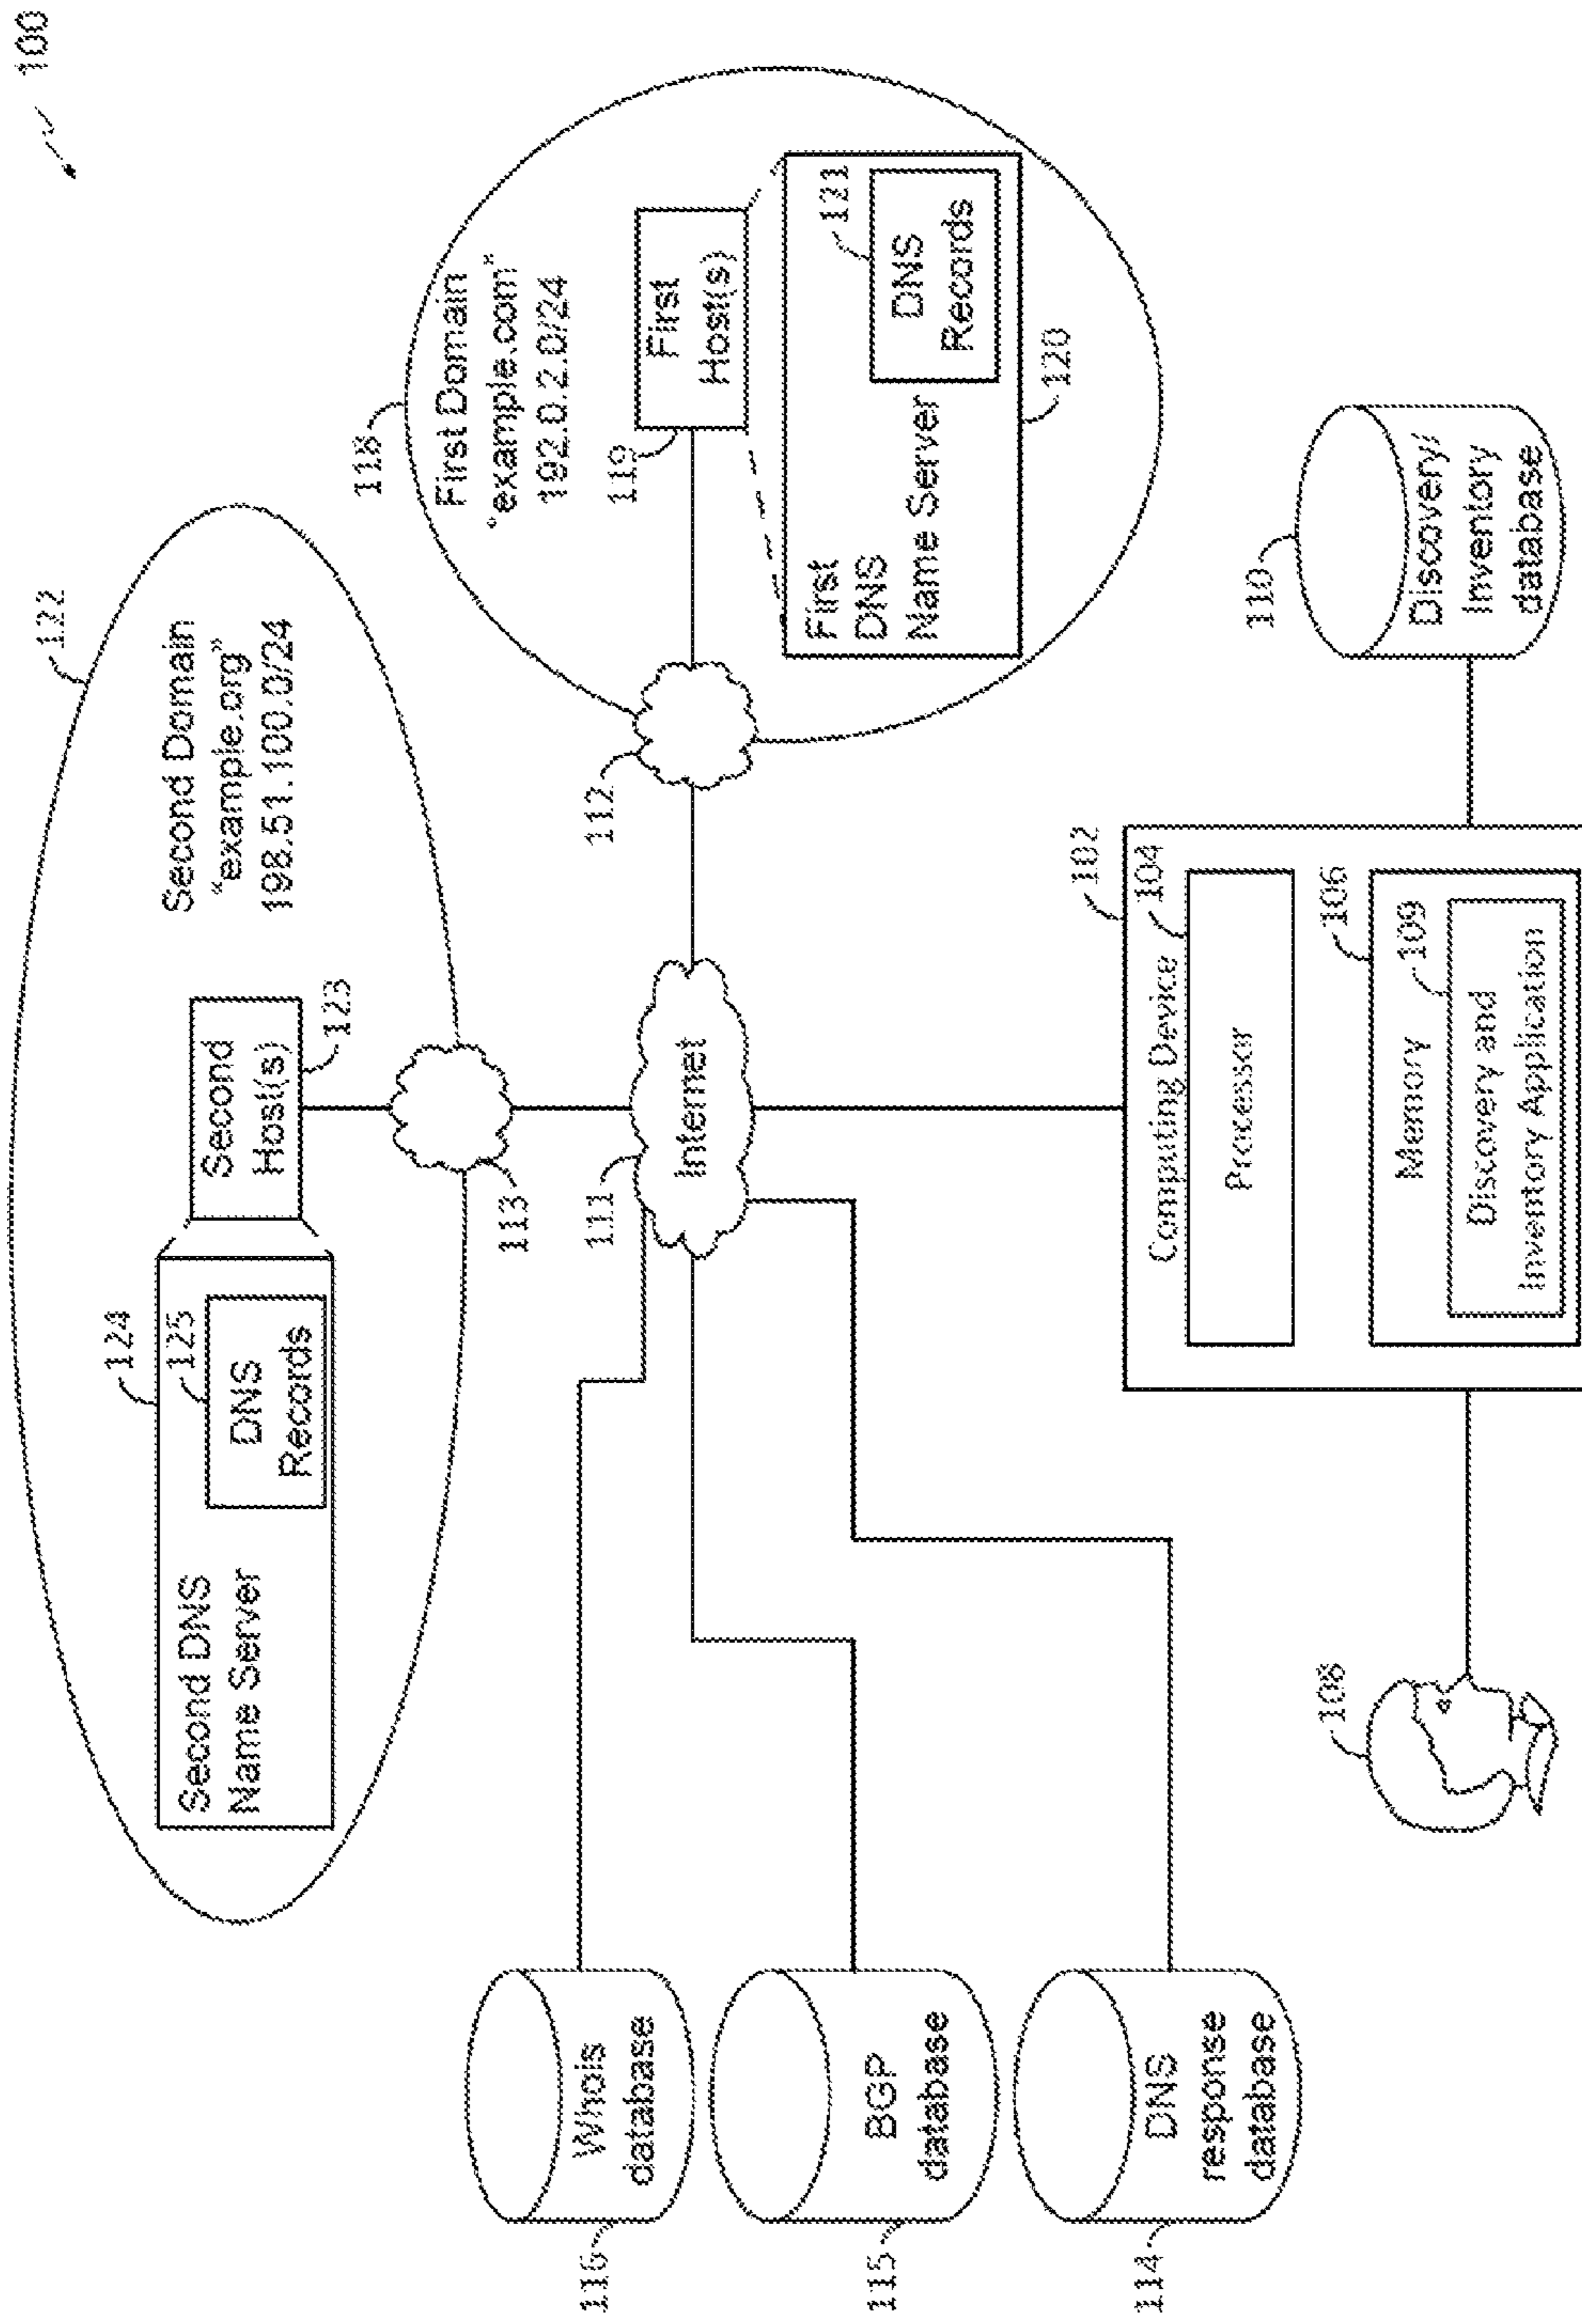 100
122
Second Domain
“example.org”
198.51.100.0/24
124
125
Second DNS
Name Server
DNS
Records
Second
Host(s)
123
113
118
First Domain
“example.com”
192.0.2.0/24
119
First
Host(s)
112
First
DNS
Name Server
121
DNS
Records
120
111
Internet
116
Whois
database
115
BGP
database
114
DNS
response
database
108
102
Computing Device
104
Processor
106
Memory
109
Discovery and
Inventory Application
110
Discovery/
Inventory
database